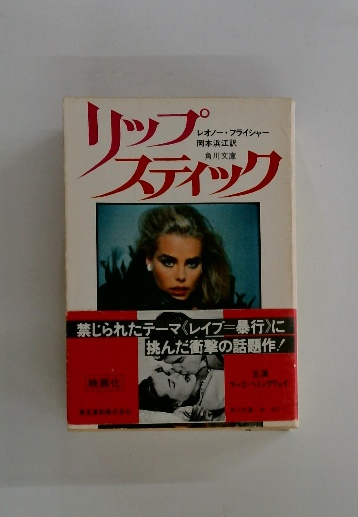 リップ
スティック
レオノー・フライシャー
岡本浜江訳
角川文庫
禁じられたテーマ《レイプ=暴行》に
挑んだ衝撃の話題作!
映画化
主演
マーゴ・ヘミングウェイ